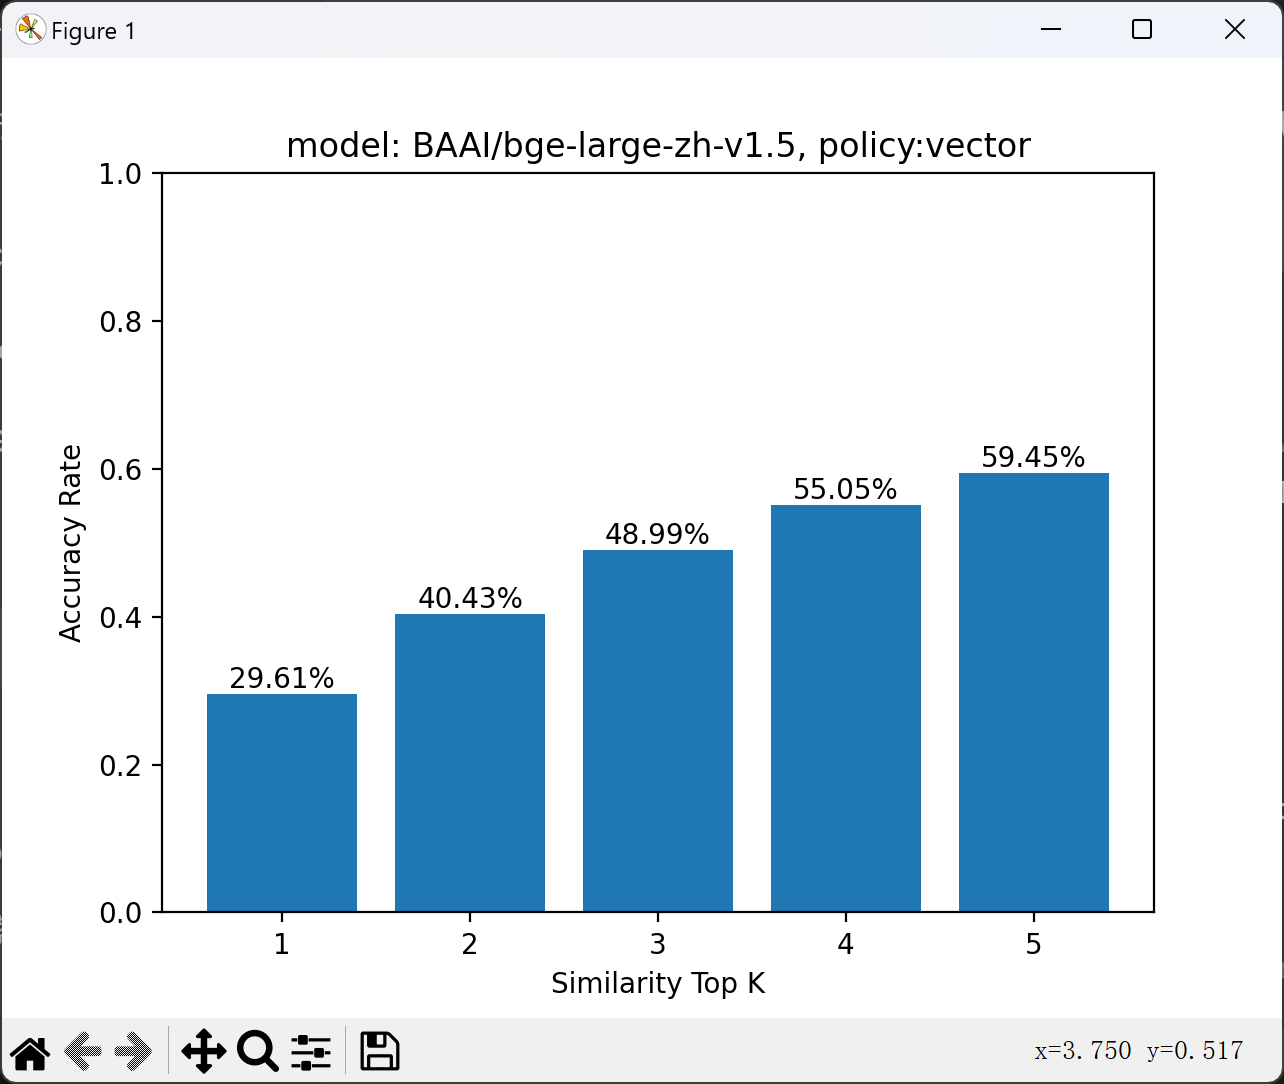 Figure 1
model: BAAI/bge-large-zh-v1.5, policy:vector
1.0
0.8
0.6
0.4
0.2
0.0
Accuracy Rate
29.61%
40.43%
48.99%
55.05%
59.45%
1 2 3 4 5
Similarity Top K
x=3.750 y=0.517